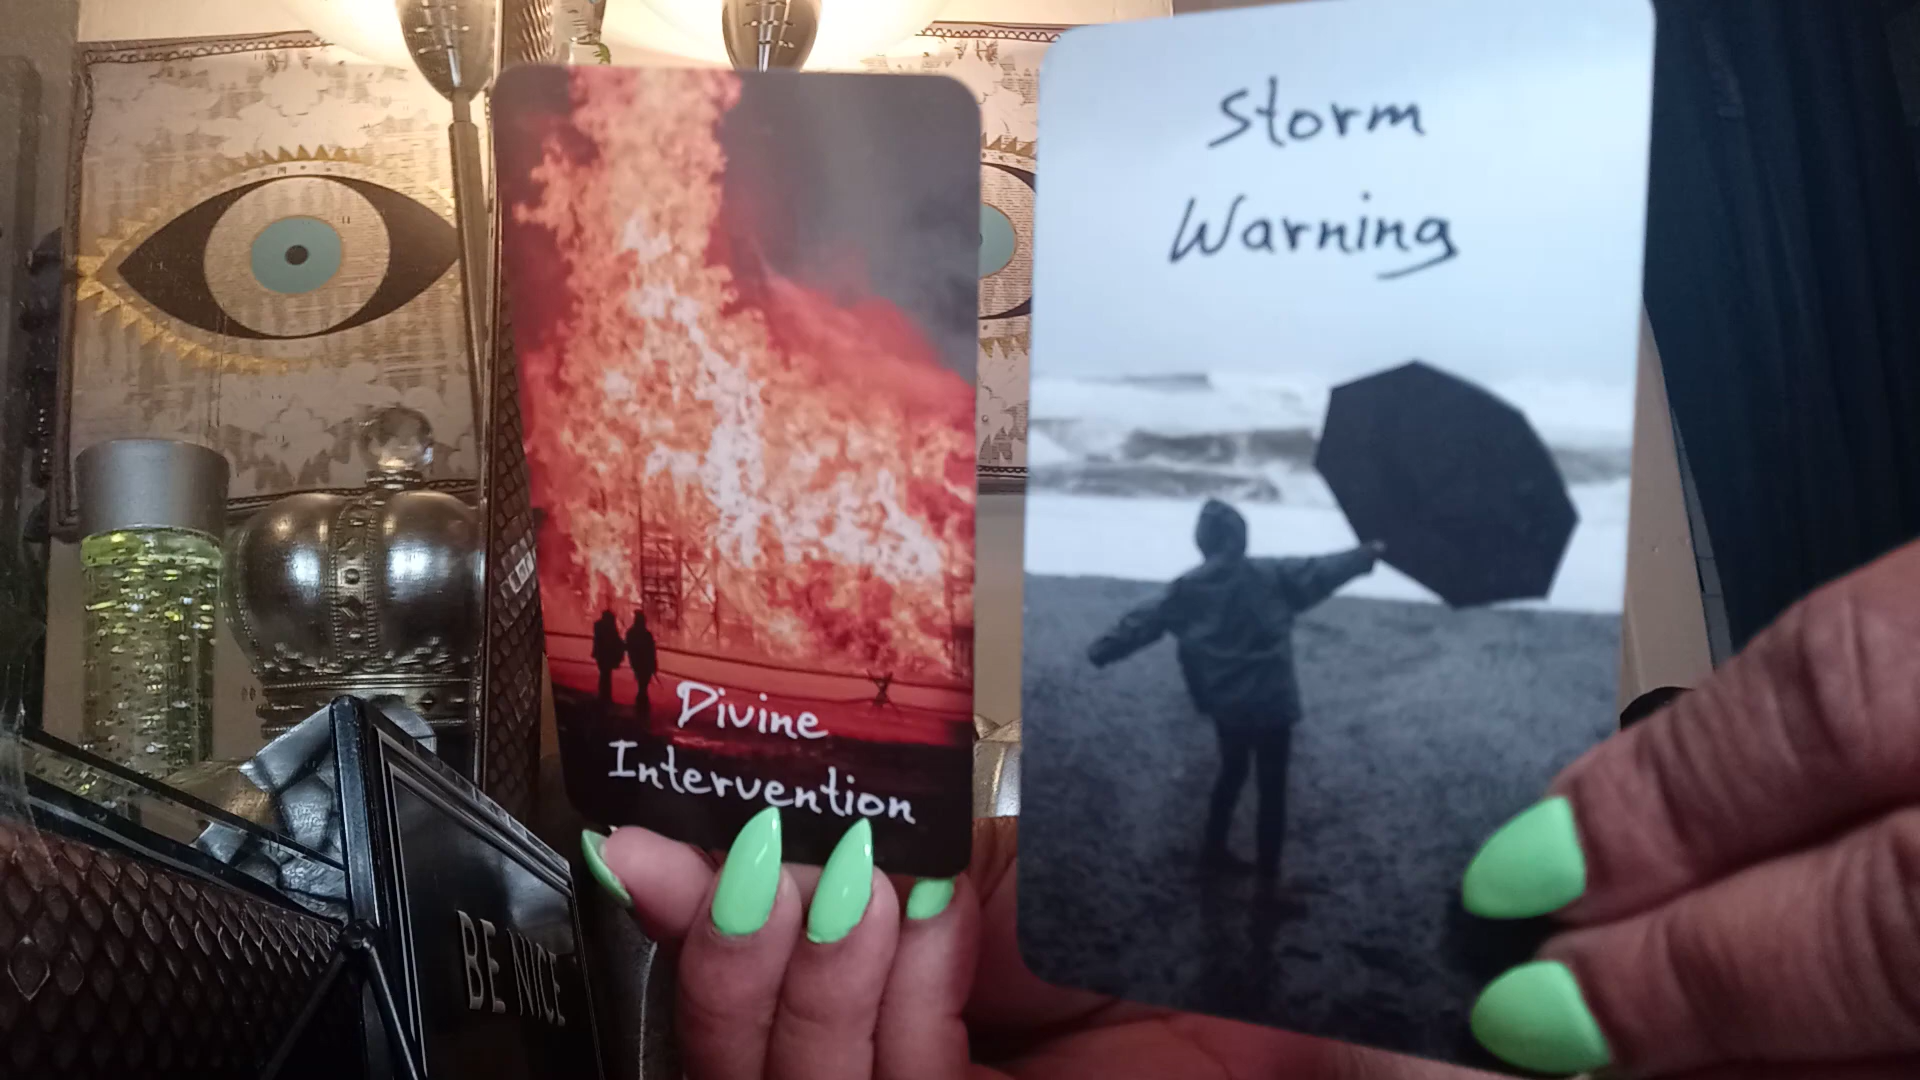 Storm
Warning
Divine
Intervention
BE NICE